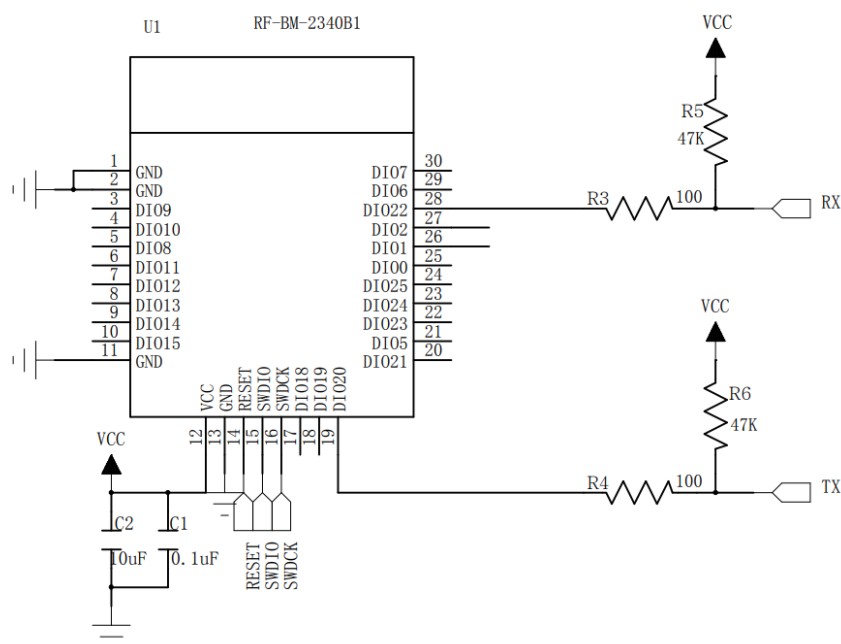 U1
RF-BM-2340B1
VCC
R5
47K
1 GND
2 GND
3 DIO9
4 DIO10
5 DIO8
6 DIO11
7 DIO12
8 DIO13
9 DIO14
10 DIO15
11 GND
DIO7 30
DIO6 29
DIO22 28
DIO2 27
DIO1 26
DIO0 25
DIO25 24
DIO24 23
DIO23 22
DIO5 21
DIO21 20
R3 100
RX
VCC
R6
47K
R4 100
TX
VCC 12
GND 13
RESET 14
SWDIO 15
SWDCK 16
DIO18 17
DIO19 18
DIO20 19
VCC
C2
10uF
C1
0.1uF
RESET
SWDIO
SWDCK